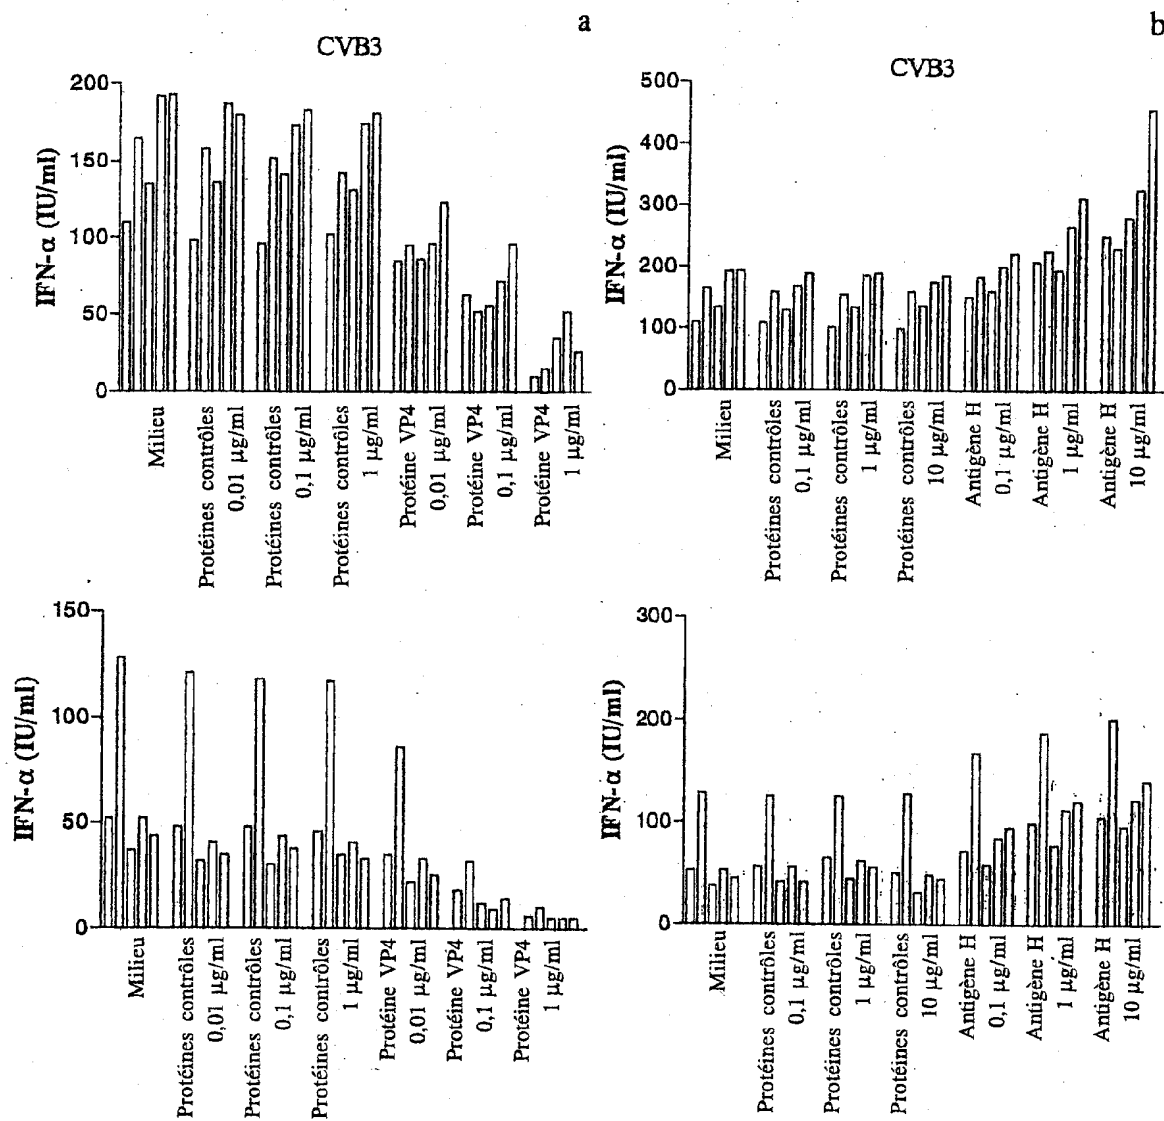 a
CVB3
IFN-α (IU/ml)
200
150
100
50
0
Milieu
Protéines contrôles
0,01 µg/ml
Protéines contrôles
0,1 µg/ml
Protéines contrôles
1 µg/ml
Protéine VP4
0,01 µg/ml
Protéine VP4
0,1 µg/ml
Protéine VP4
1 µg/ml
b
CVB3
IFN-α (IU/ml)
500
400
300
200
100
0
Milieu
Protéines contrôles
0,1 µg/ml
Protéines contrôles
1 µg/ml
Protéines contrôles
10 µg/ml
Antigène H
0,1 µg/ml
Antigène H
1 µg/ml
Antigène H
10 µg/ml
IFN-α (IU/ml)
150
100
50
0
Milieu
Protéines contrôles
0,01 µg/ml
Protéines contrôles
0,1 µg/ml
Protéines contrôles
1 µg/ml
Protéine VP4
0,01 µg/ml
Protéine VP4
0,1 µg/ml
Protéine VP4
1 µg/ml
IFN-α (IU/ml)
300
200
100
0
Milieu
Protéines contrôles
0,1 µg/ml
Protéines contrôles
1 µg/ml
Protéines contrôles
10 µg/ml
Antigène H
0,1 µg/ml
Antigène H
1 µg/ml
Antigène H
10 µg/ml